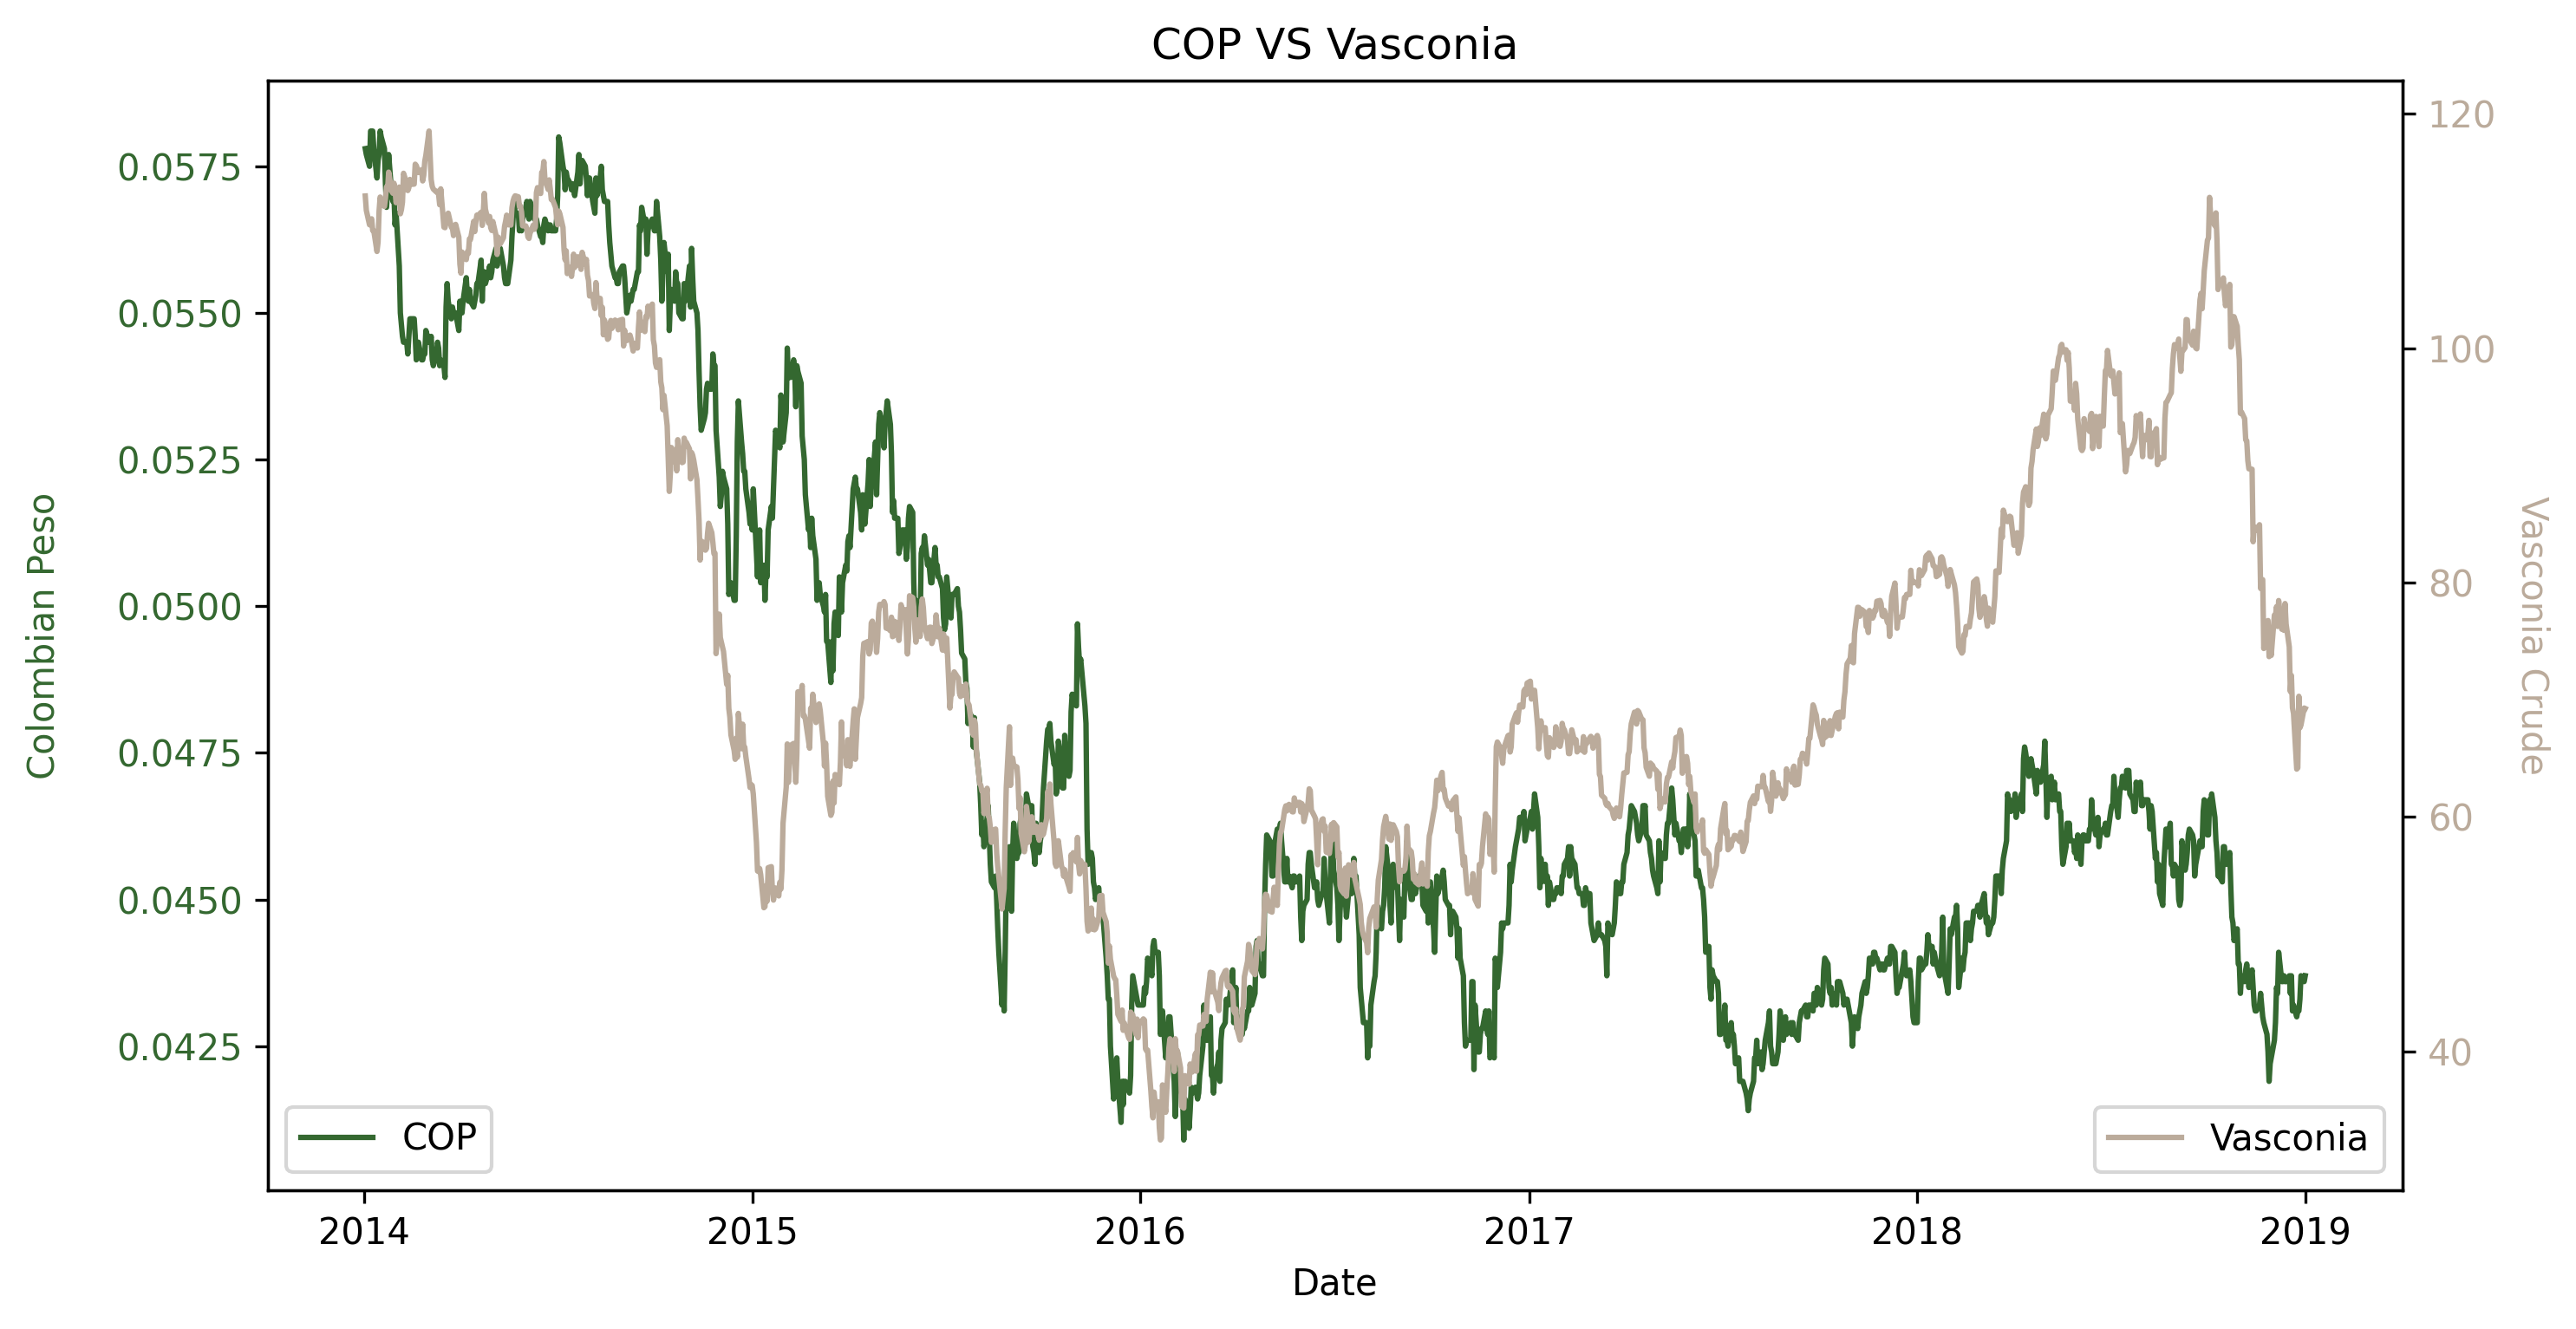 COP VS Vasconia
Colombian Peso
0.0575
0.0550
0.0525
0.0500
0.0475
0.0450
0.0425
120
100
80
60
40
Vasconia Crude
COP
Vasconia
2014 2015 2016 2017 2018 2019
Date